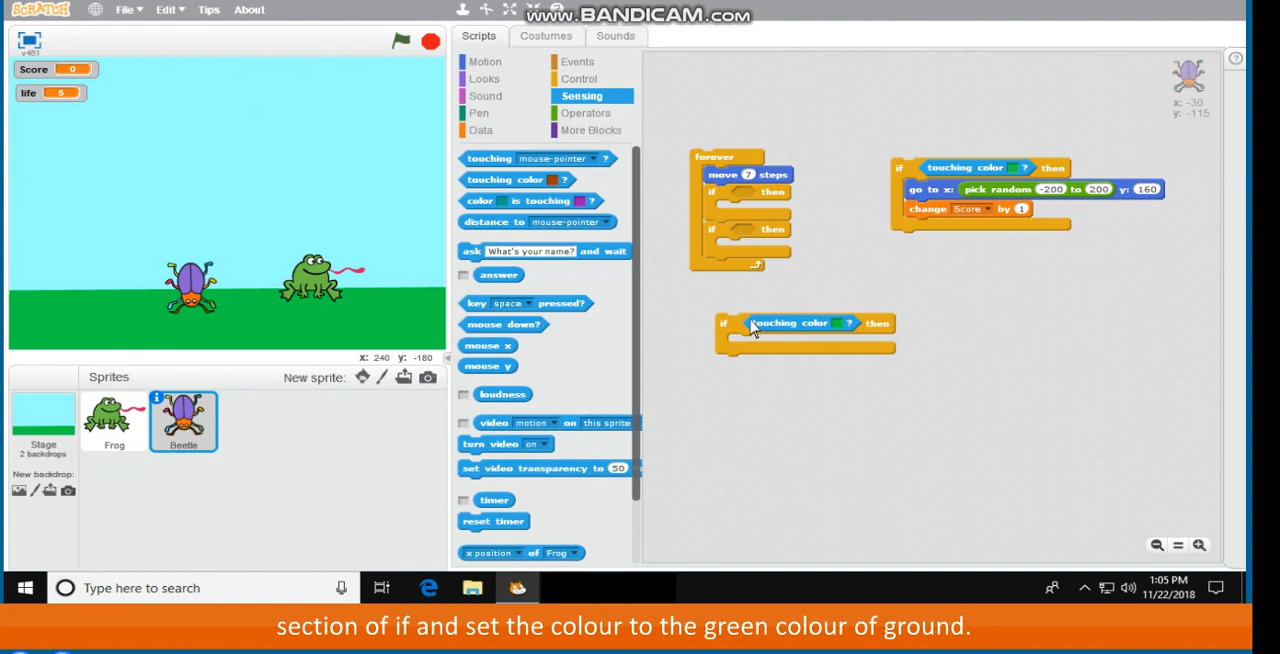 SCRATCH File Edit Tips About
www.BANDICAM.com
v461
Score 0
life 5
x: 240 y: -180
Sprites New sprite:
Stage
2 backdrops
New backdrop:
Frog
Beetle
Scripts Costumes Sounds
Motion Events
Looks Control
Sound Sensing
Pen Operators
Data More Blocks
touching mouse-pointer ?
touching color ?
color is touching ?
distance to mouse-pointer
ask What's your name? and wait
answer
key space pressed?
mouse down?
mouse x
mouse y
loudness
video motion on this sprite
turn video on
set video transparency to 50
timer
reset timer
x position of Frog
forever
move 7 steps
if then
if then
if touching color ? then
go to x: pick random -200 to 200 y: 160
change Score by 1
if touching color ? then
x: -30
y: -115
Type here to search
1:05 PM
11/22/2018
section of if and set the colour to the green colour of ground.